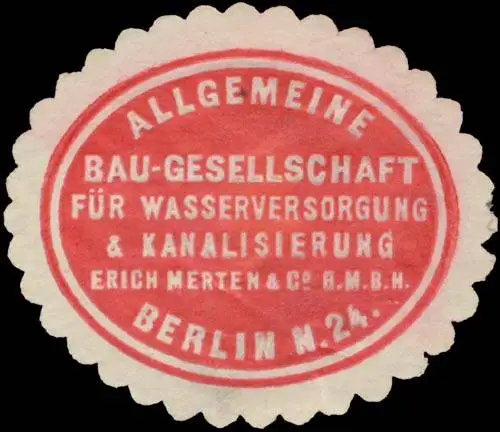 ALLGEMEINE
BAU-GESELLSCHAFT
FÜR WASSERVERSORGUNG
& KANALISIERUNG
ERICH MERTEN & Cº G.M.B.H.
BERLIN N.24.